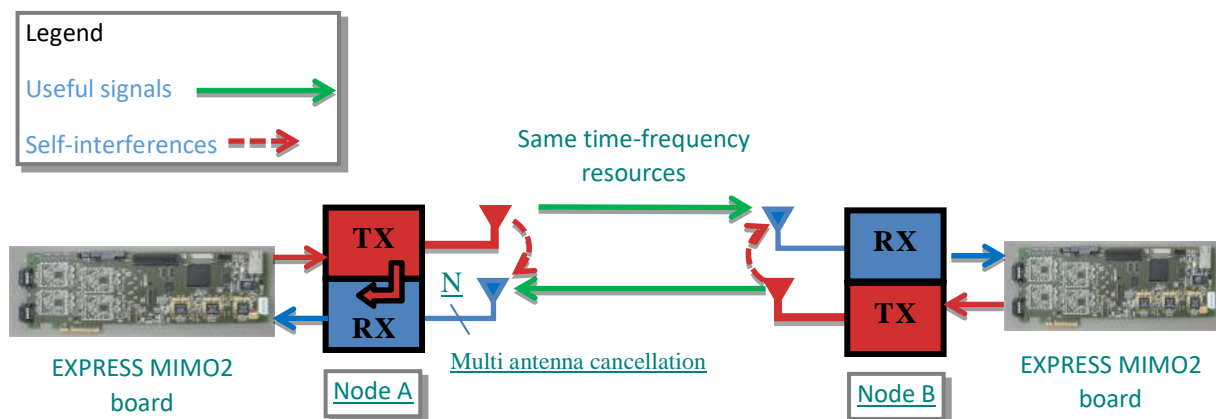 Legend
Useful signals
Self-interferences
Same time-frequency
resources
TX
RX
N
Multi antenna cancellation
RX
TX
EXPRESS MIMO2
board
Node A
Node B
EXPRESS MIMO2
board